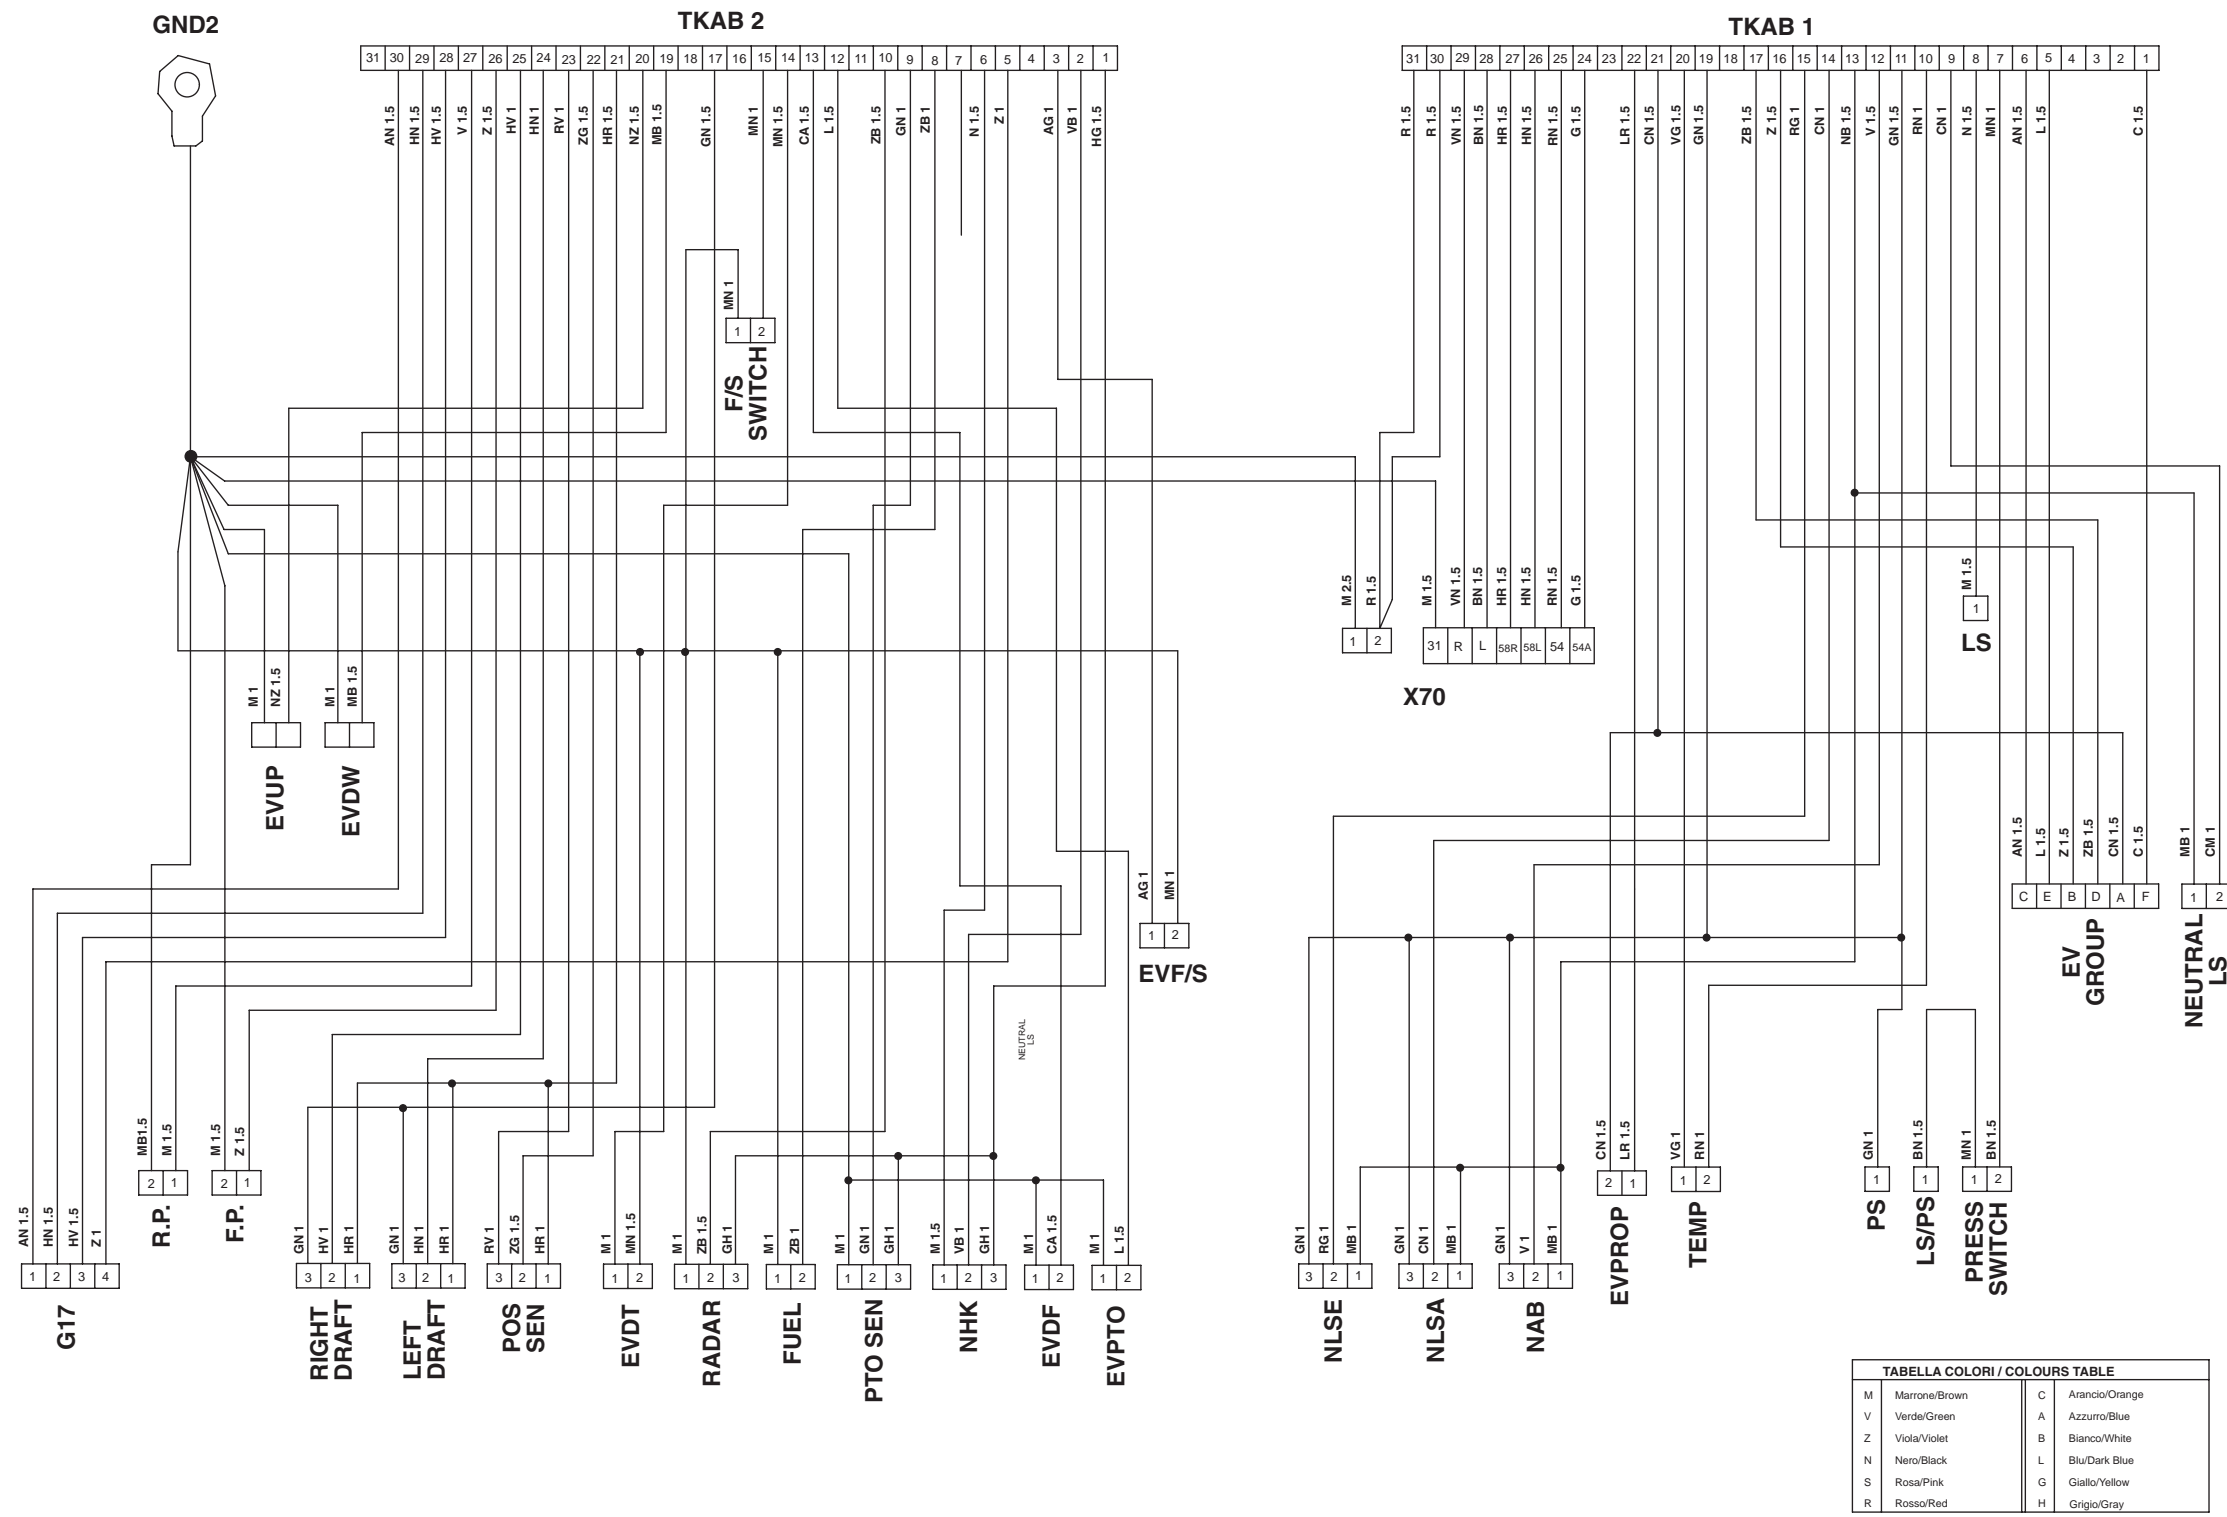 GND2
TKAB 2
TKAB 1
31 30 29 28 27 26 25 24 23 22 21 20 19 18 17 16 15 14 13 12 11 10 9 8 7 6 5 4 3 2 1
31 30 29 28 27 26 25 24 23 22 21 20 19 18 17 16 15 14 13 12 11 10 9 8 7 6 5 4 3 2 1
AN 1.5
HN 1.5
HV 1.5
V 1.5
Z 1.5
HV 1
HN 1
RV 1
ZG 1.5
HR 1.5
NZ 1.5
MB 1.5
GN 1.5
MN 1
MN 1.5
CA 1.5
L 1.5
ZB 1.5
GN 1
ZB 1
N 1.5
Z 1
AG 1
VB 1
HG 1.5
R 1.5
R 1.5
VN 1.5
BN 1.5
HR 1.5
HN 1.5
RN 1.5
G 1.5
LR 1.5
CN 1.5
VG 1.5
GN 1.5
ZB 1.5
Z 1.5
RG 1
CN 1
NB 1.5
V 1.5
GN 1.5
RN 1
CN 1
N 1.5
MN 1
AN 1.5
L 1.5
C 1.5
MN 1
1 2
F/S
SWITCH
M 2.5
R 1.5
1 2
M 1.5
VN 1.5
BN 1.5
HR 1.5
HN 1.5
RN 1.5
G 1.5
31 R L 58R 58L 54 54A
X70
M 1.5
1
LS
M 1
NZ 1.5
EVUP
M 1
MB 1.5
EVDW
AG 1
MN 1
1 2
EVF/S
AN 1.5
L 1.5
Z 1.5
ZB 1.5
CN 1.5
C 1.5
C E B D A F
EV
GROUP
MB 1
CM 1
1 2
NEUTRAL
LS
NEUTRAL
LS
AN 1.5
HN 1.5
HV 1.5
Z 1
1 2 3 4
G17
MB1.5
M 1.5
2 1
R.P.
M 1.5
Z 1.5
2 1
F.P.
GN 1
HV 1
HR 1
3 2 1
RIGHT
DRAFT
GN 1
HN 1
HR 1
3 2 1
LEFT
DRAFT
RV 1
ZG 1.5
HR 1
3 2 1
POS
SEN
M 1
MN 1.5
1 2
EVDT
M 1
ZB 1.5
GH 1
1 2 3
RADAR
M 1
ZB 1
1 2
FUEL
M 1
GN 1
GH 1
1 2 3
PTO SEN
M 1.5
VB 1
GH 1
1 2 3
NHK
M 1
CA 1.5
1 2
EVDF
M 1
L 1.5
1 2
EVPTO
GN 1
RG 1
MB 1
3 2 1
NLSE
GN 1
CN 1
MB 1
3 2 1
NLSA
GN 1
V 1
MB 1
3 2 1
NAB
CN 1.5
LR 1.5
2 1
EVPROP
VG 1
RN 1
1 2
TEMP
GN 1
1
PS
BN 1.5
1
LS/PS
MN 1
BN 1.5
1 2
PRESS
SWITCH
TABELLA COLORI / COLOURS TABLE
M Marrone/Brown C Arancio/Orange
V Verde/Green A Azzurro/Blue
Z Viola/Violet B Bianco/White
N Nero/Black L Blu/Dark Blue
S Rosa/Pink G Giallo/Yellow
R Rosso/Red H Grigio/Gray